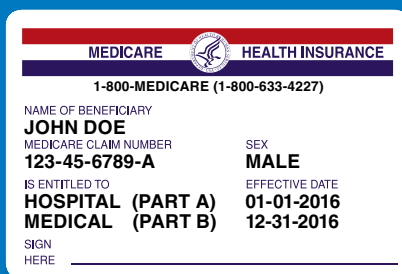 MEDICARE HEALTH INSURANCE
1-800-MEDICARE (1-800-633-4227)
NAME OF BENEFICIARY
JOHN DOE
MEDICARE CLAIM NUMBER SEX
123-45-6789-A MALE
IS ENTITLED TO EFFECTIVE DATE
HOSPITAL (PART A) 01-01-2016
MEDICAL (PART B) 12-31-2016
SIGN
HERE